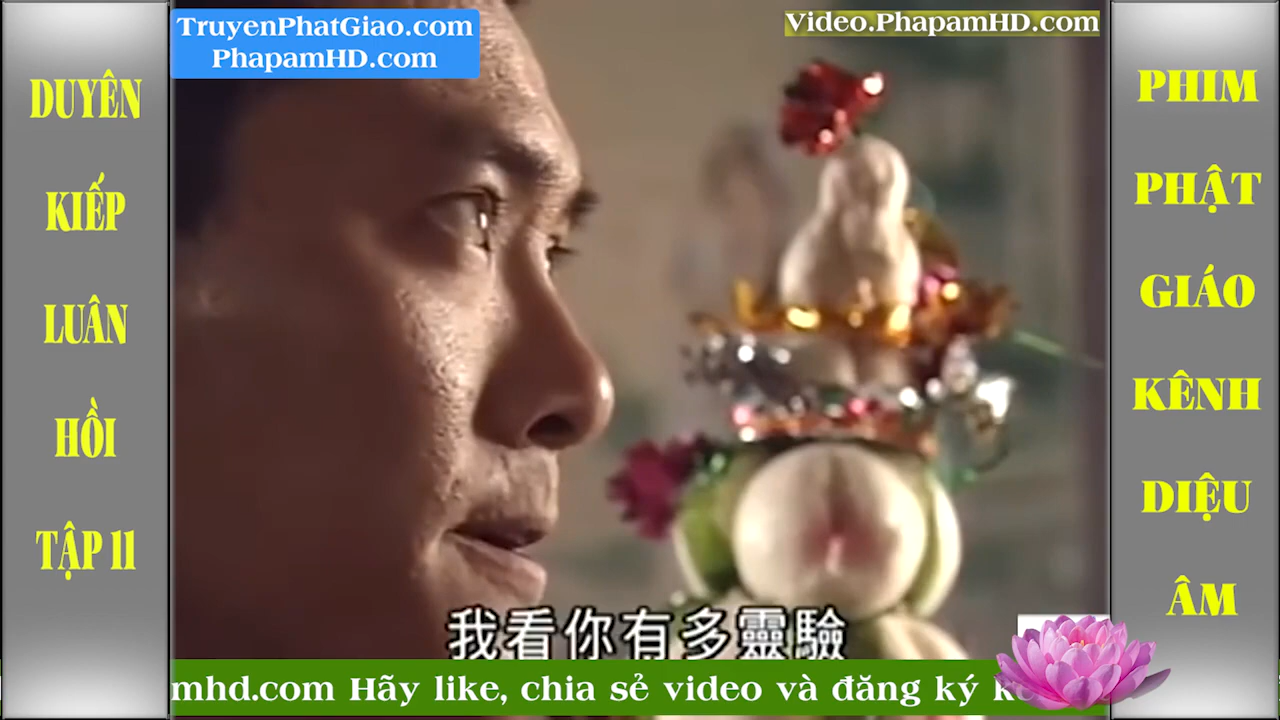 TruyenPhatGiao.com
PhapamHD.com
Video.PhapamHD.com
DUYÊN
KIẾP
LUÂN
HỒI
TẬP 11
PHIM
PHẬT
GIÁO
KÊNH
DIỆU
ÂM
我看你有多靈驗
mhd.com Hãy like, chia sẻ video và đăng ký